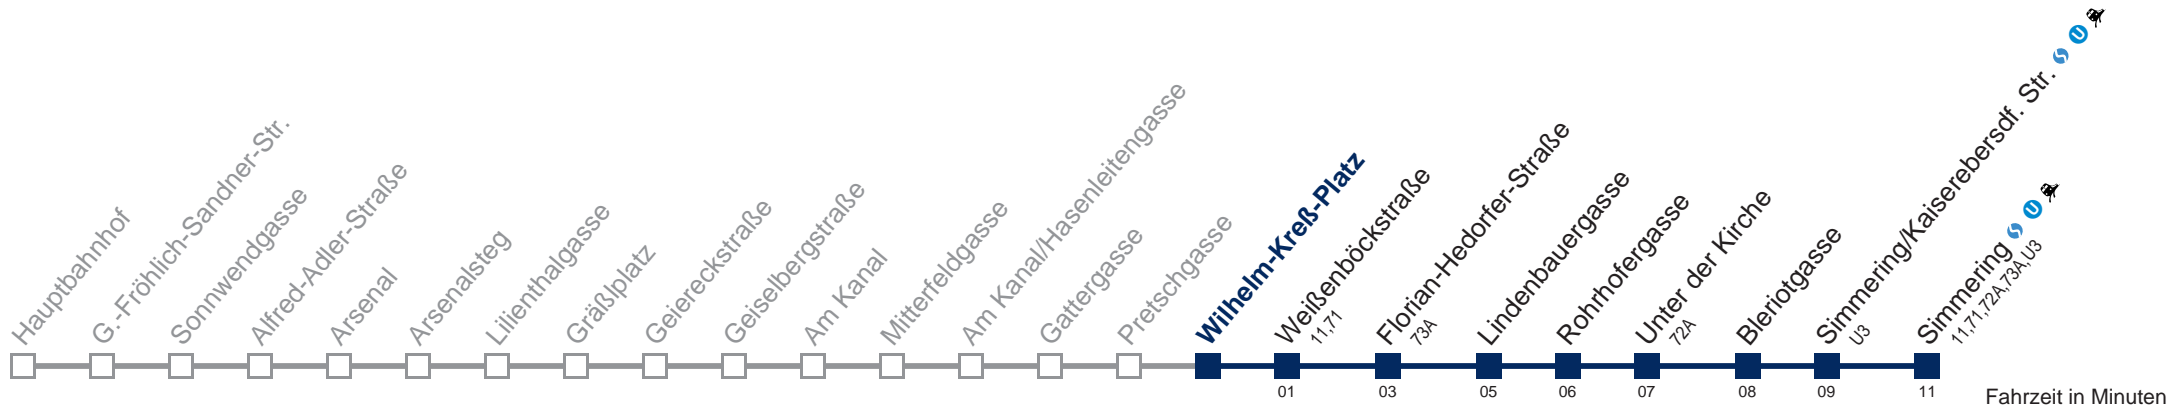 Hauptbahnhof
G.-Fröhlich-Sandner-Str.
Sonnwendgasse
Alfred-Adler-Straße
Arsenal
Arsenalsteg
Lilienthalgasse
Gräßlplatz
Geiereckstraße
Geiselbergstraße
Am Kanal
Mitterfeldgasse
Am Kanal/Hasenleitengasse
Gattergasse
Pretschgasse
Wilhelm-Kreß-Platz
Weißenböckstraße
11,71
Florian-Hedorfer-Straße
73A
Lindenbauergasse
Rohrhofergasse
Unter der Kirche
72A
Bleriotgasse
Simmering/Kaiserebersdf. Str. U
U3
Simmering U
11,71,72A,73A,U3
01 03 05 06 07 08 09 11
Fahrzeit in Minuten